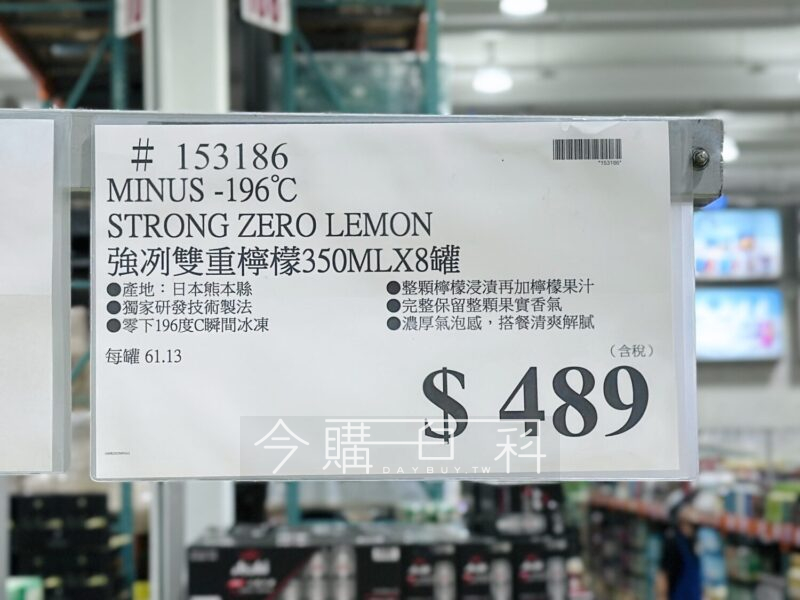 # 153186
*153186*
MINUS -196℃
STRONG ZERO LEMON
強冽雙重檸檬350MLX8罐
●產地：日本熊本縣
●獨家研發技術製法
●零下196度C瞬間冰凍
●整顆檸檬浸漬再加檸檬果汁
●完整保留整顆果實香氣
●濃厚氣泡感，搭餐清爽解膩
每罐 61.13
（含稅）
$ 489
今購百科
DAYBUY.TW
Asahi